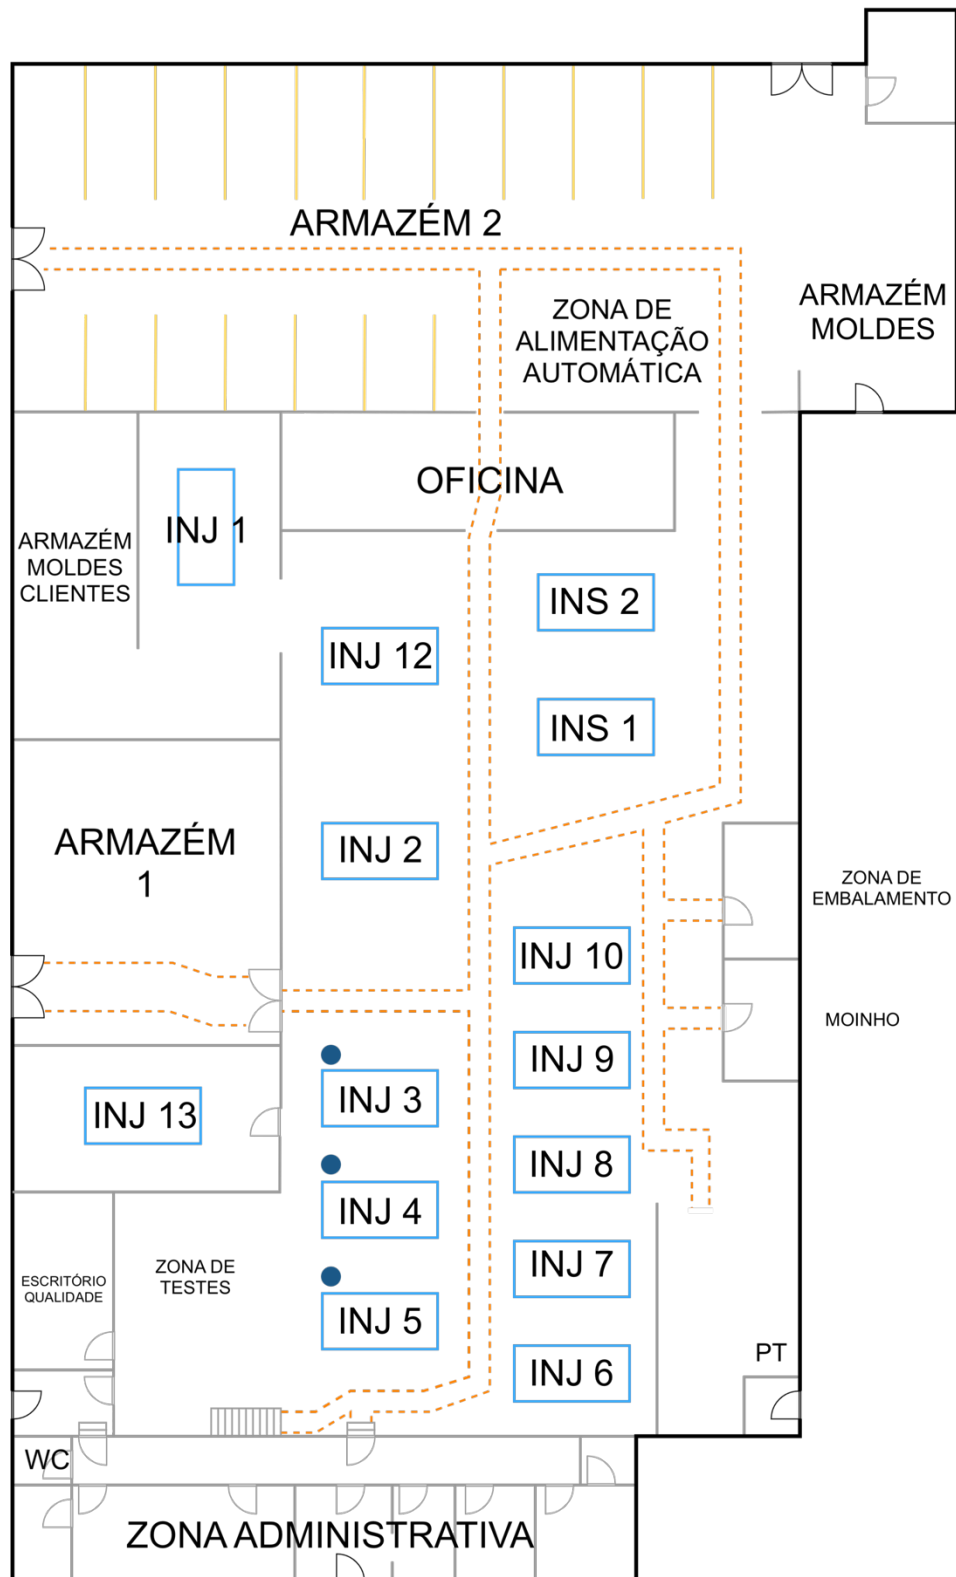 ARMAZÉM 2
ARMAZÉM
MOLDES
ZONA DE
ALIMENTAÇÃO
AUTOMÁTICA
OFICINA
INJ 1
ARMAZÉM
MOLDES
CLIENTES
INS 2
INJ 12
INS 1
ARMAZÉM
1
INJ 2
ZONA DE
EMBALAMENTO
INJ 10
MOINHO
INJ 9
INJ 3
INJ 13
INJ 8
INJ 4
ESCRITÓRIO
QUALIDADE
ZONA DE
TESTES
INJ 7
INJ 5
PT
INJ 6
WC
ZONA ADMINISTRATIVA